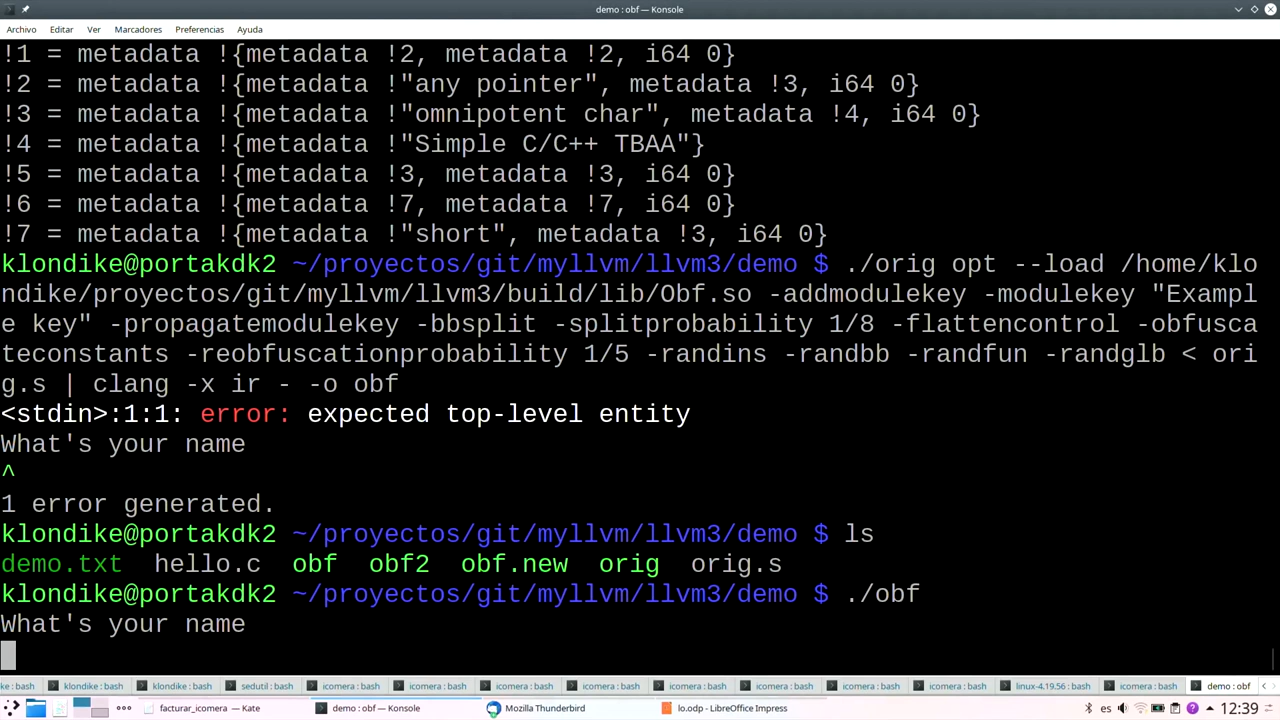 demo : obf — Konsole
Archivo Editar Ver Marcadores Preferencias Ayuda
!1 = metadata !{metadata !2, metadata !2, i64 0}
!2 = metadata !{metadata !"any pointer", metadata !3, i64 0}
!3 = metadata !{metadata !"omnipotent char", metadata !4, i64 0}
!4 = metadata !{metadata !"Simple C/C++ TBAA"}
!5 = metadata !{metadata !3, metadata !3, i64 0}
!6 = metadata !{metadata !7, metadata !7, i64 0}
!7 = metadata !{metadata !"short", metadata !3, i64 0}
klondike@portakdk2 ~/proyectos/git/myllvm/llvm3/demo $ ./orig opt --load /home/klo
ndike/proyectos/git/myllvm/llvm3/build/lib/Obf.so -addmodulekey -modulekey "Exampl
e key" -propagatemodulekey -bbsplit -splitprobability 1/8 -flattencontrol -obfusca
teconstants -reobfuscationprobability 1/5 -randins -randbb -randfun -randglb < ori
g.s | clang -x ir - -o obf
<stdin>:1:1: error: expected top-level entity
What's your name
^
1 error generated.
klondike@portakdk2 ~/proyectos/git/myllvm/llvm3/demo $ ls
demo.txt hello.c obf obf2 obf.new orig orig.s
klondike@portakdk2 ~/proyectos/git/myllvm/llvm3/demo $ ./obf
What's your name
ke : bash klondike : bash klondike : bash sedutil : bash icomera : bash icomera : bash icomera : bash icomera : bash icomera : bash icomera : bash icomera : bash icomera : bash linux-4.19.56 : bash icomera : bash demo : obf
facturar_icomera — Kate demo : obf — Konsole Mozilla Thunderbird lo.odp - LibreOffice Impress es 12:39